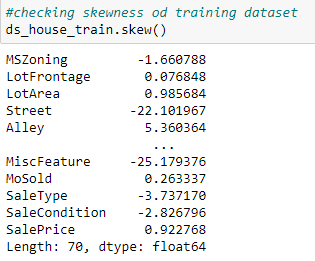 #checking skewness od training dataset
ds_house_train.skew()
MSZoning -1.660788
LotFrontage 0.076848
LotArea 0.985684
Street -22.101967
Alley 5.360364
...
MiscFeature -25.179376
MoSold 0.263337
SaleType -3.737170
SaleCondition -2.826796
SalePrice 0.922768
Length: 70, dtype: float64